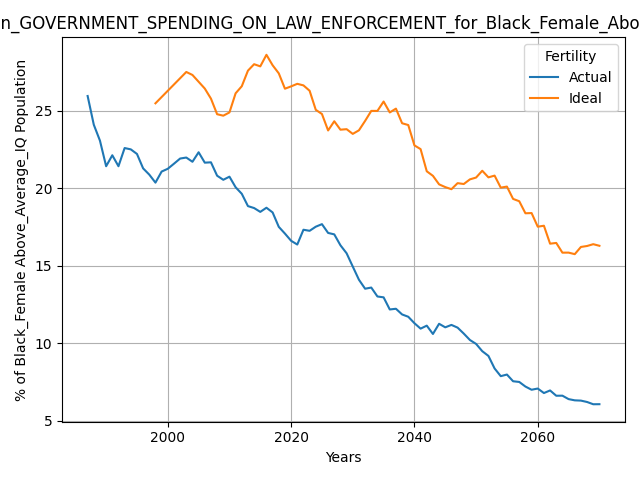 n_GOVERNMENT_SPENDING_ON_LAW_ENFORCEMENT_for_Black_Female_Abo
% of Black_Female Above_Average_IQ Population
Fertility
Actual
Ideal
25
20
15
10
5
2000
2020
2040
2060
Years